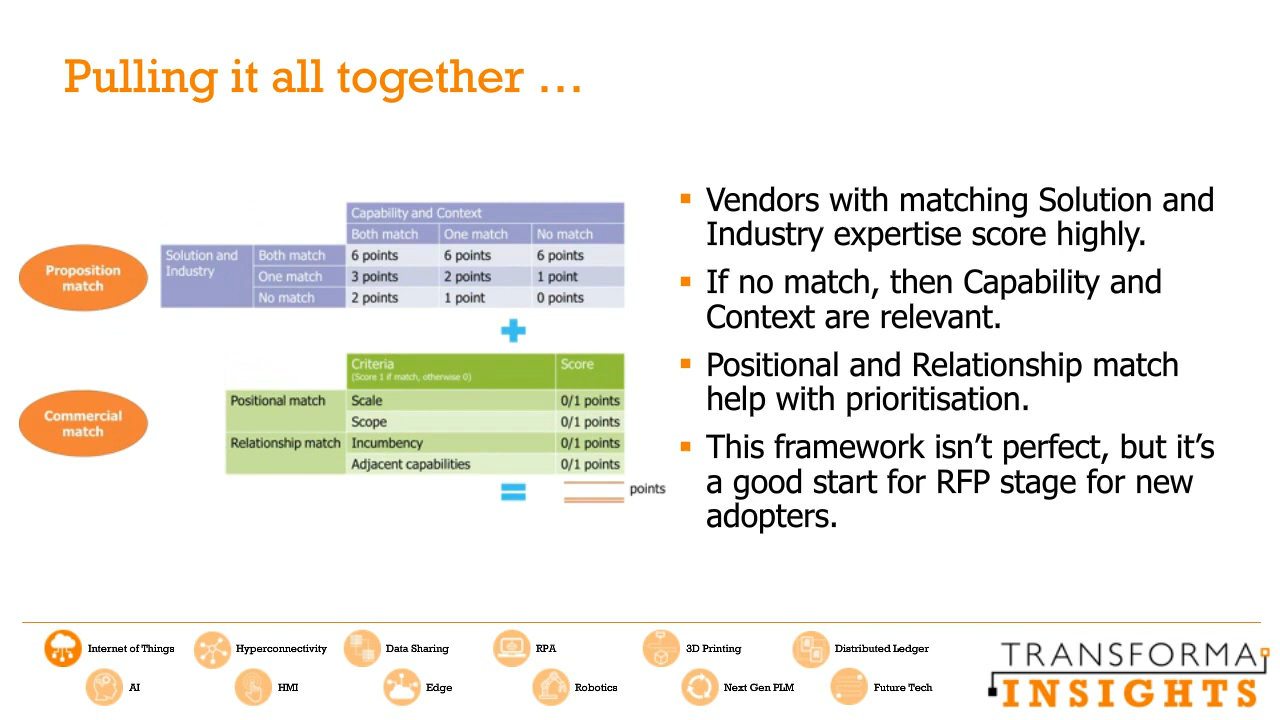 Pulling it all together ...
Capability and Context
Both match One match No match
Solution and Industry Both match 6 points 6 points 6 points
One match 3 points 2 points 1 point
No match 2 points 1 point 0 points
Proposition
match
Criteria Score
(Score 1 if match, otherwise 0)
Positional match Scale 0/1 points
Scope 0/1 points
Relationship match Incumbency 0/1 points
Adjacent capabilities 0/1 points
points
Commercial
match
Vendors with matching Solution and
Industry expertise score highly.
If no match, then Capability and
Context are relevant.
Positional and Relationship match
help with prioritisation.
This framework isn’t perfect, but it’s
a good start for RFP stage for new
adopters.
Internet of Things Hyperconnectivity Data Sharing RPA 3D Printing Distributed Ledger
AI HMI Edge Robotics Next Gen PLM Future Tech
TRANSFORMA
INSIGHTS